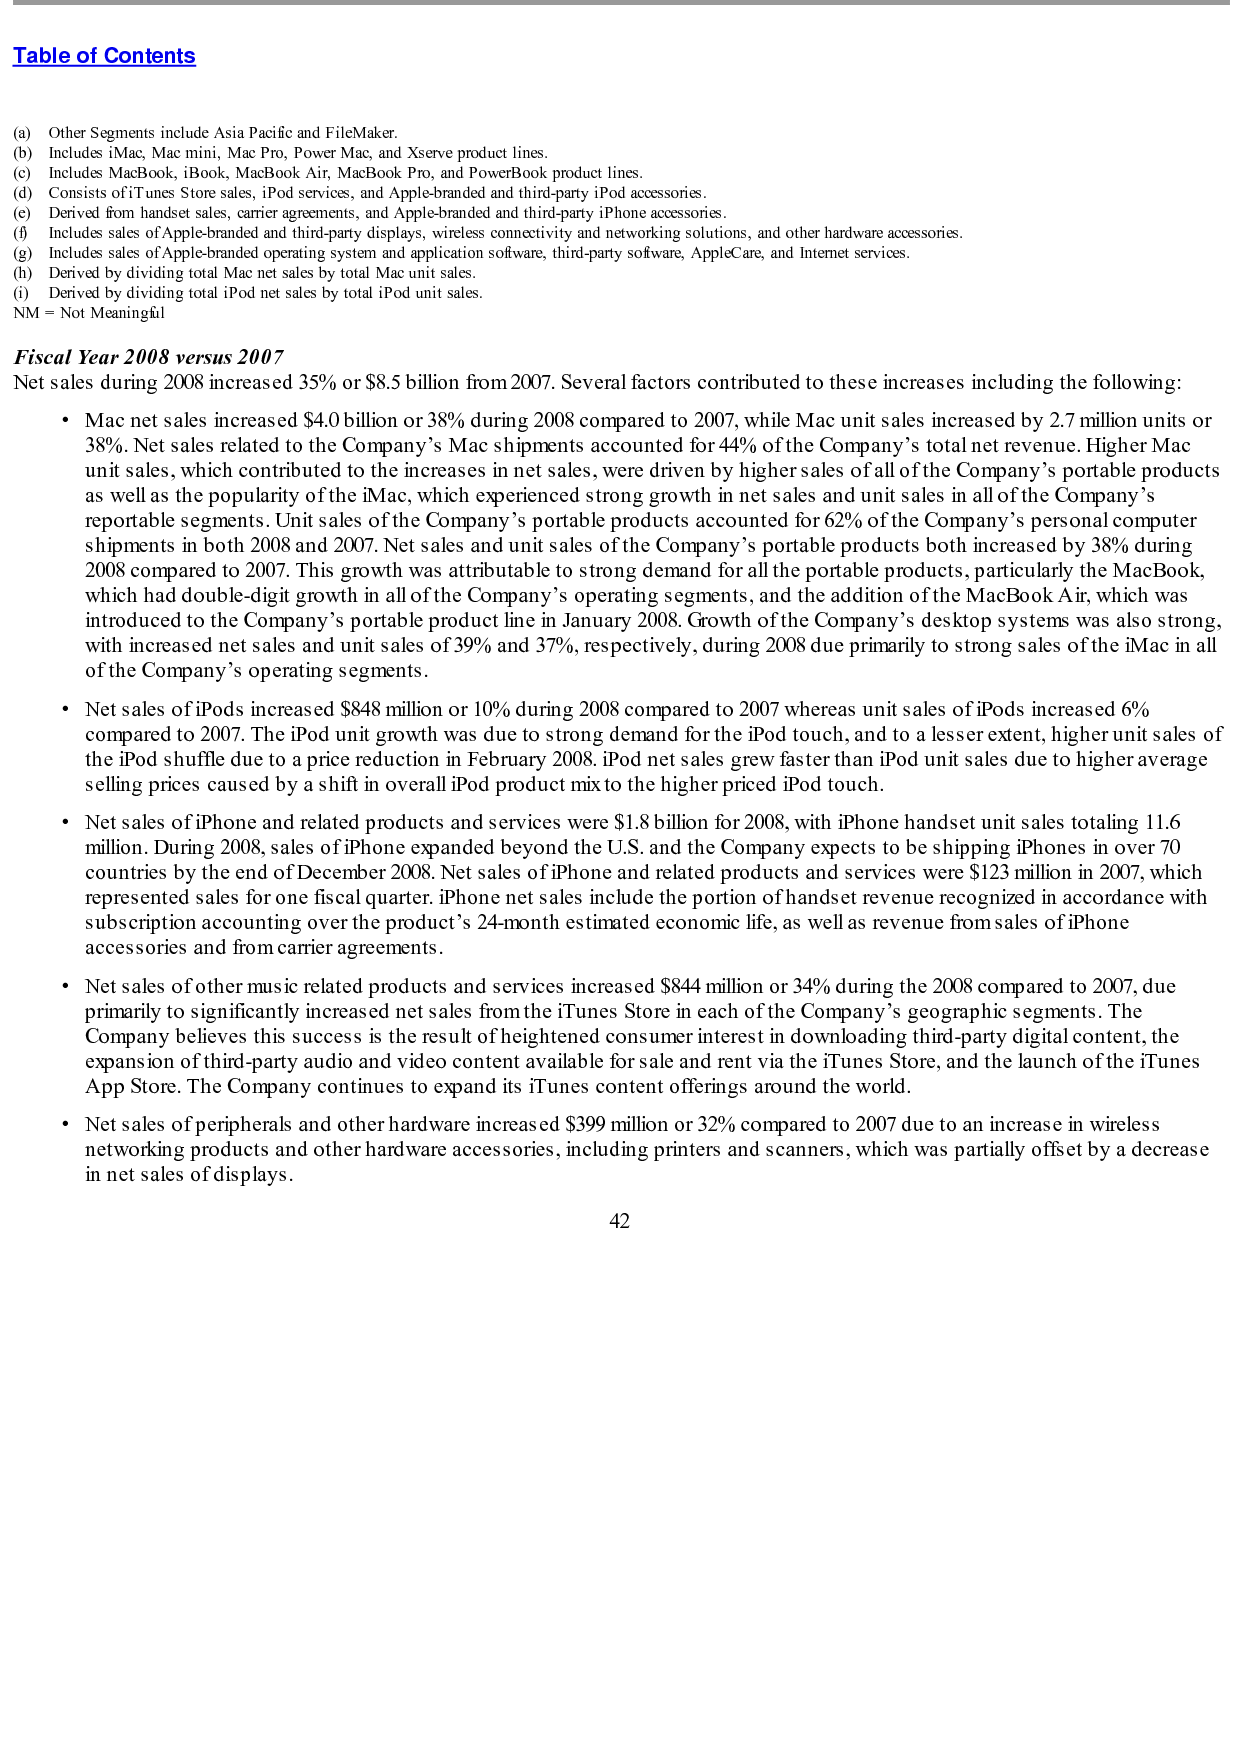 Table of Contents
(a) Other Segments include Asia Pacific and FileMaker.
(b) Includes iMac, Mac mini, Mac Pro, Power Mac, and Xserve product lines.
(c) Includes MacBook, iBook, MacBook Air, MacBook Pro, and PowerBook product lines.
(d) Consists of iTunes Store sales, iPod services, and Apple-branded and third-party iPod accessories.
(e) Derived from handset sales, carrier agreements, and Apple-branded and third-party iPhone accessories.
(f) Includes sales of Apple-branded and third-party displays, wireless connectivity and networking solutions, and other hardware accessories.
(g) Includes sales of Apple-branded operating system and application software, third-party software, AppleCare, and Internet services.
(h) Derived by dividing total Mac net sales by total Mac unit sales.
(i) Derived by dividing total iPod net sales by total iPod unit sales.
NM = Not Meaningful
Fiscal Year 2008 versus 2007
Net sales during 2008 increased 35% or $8.5 billion from 2007. Several factors contributed to these increases including the following:
• Mac net sales increased $4.0 billion or 38% during 2008 compared to 2007, while Mac unit sales increased by 2.7 million units or
38%. Net sales related to the Company’s Mac shipments accounted for 44% of the Company’s total net revenue. Higher Mac
unit sales, which contributed to the increases in net sales, were driven by higher sales of all of the Company’s portable products
as well as the popularity of the iMac, which experienced strong growth in net sales and unit sales in all of the Company’s
reportable segments. Unit sales of the Company’s portable products accounted for 62% of the Company’s personal computer
shipments in both 2008 and 2007. Net sales and unit sales of the Company’s portable products both increased by 38% during
2008 compared to 2007. This growth was attributable to strong demand for all the portable products, particularly the MacBook,
which had double-digit growth in all of the Company’s operating segments, and the addition of the MacBook Air, which was
introduced to the Company’s portable product line in January 2008. Growth of the Company’s desktop systems was also strong,
with increased net sales and unit sales of 39% and 37%, respectively, during 2008 due primarily to strong sales of the iMac in all
of the Company’s operating segments.
• Net sales of iPods increased $848 million or 10% during 2008 compared to 2007 whereas unit sales of iPods increased 6%
compared to 2007. The iPod unit growth was due to strong demand for the iPod touch, and to a lesser extent, higher unit sales of
the iPod shuffle due to a price reduction in February 2008. iPod net sales grew faster than iPod unit sales due to higher average
selling prices caused by a shift in overall iPod product mix to the higher priced iPod touch.
• Net sales of iPhone and related products and services were $1.8 billion for 2008, with iPhone handset unit sales totaling 11.6
million. During 2008, sales of iPhone expanded beyond the U.S. and the Company expects to be shipping iPhones in over 70
countries by the end of December 2008. Net sales of iPhone and related products and services were $123 million in 2007, which
represented sales for one fiscal quarter. iPhone net sales include the portion of handset revenue recognized in accordance with
subscription accounting over the product’s 24-month estimated economic life, as well as revenue from sales of iPhone
accessories and from carrier agreements.
• Net sales of other music related products and services increased $844 million or 34% during the 2008 compared to 2007, due
primarily to significantly increased net sales from the iTunes Store in each of the Company’s geographic segments. The
Company believes this success is the result of heightened consumer interest in downloading third-party digital content, the
expansion of third-party audio and video content available for sale and rent via the iTunes Store, and the launch of the iTunes
App Store. The Company continues to expand its iTunes content offerings around the world.
• Net sales of peripherals and other hardware increased $399 million or 32% compared to 2007 due to an increase in wireless
networking products and other hardware accessories, including printers and scanners, which was partially offset by a decrease
in net sales of displays.
42